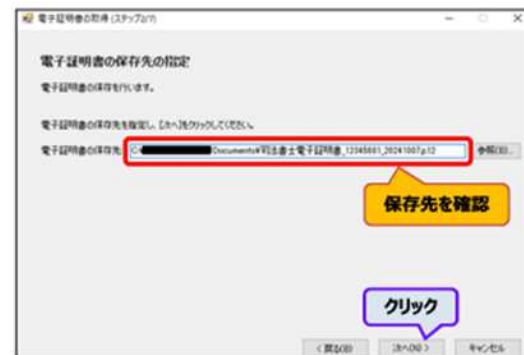 電子証明書の取得 (ステップ2/7)
電子証明書の保存先の指定
電子証明書の保存を行います。
電子証明書の保存先を指定し、[次へ]をクリックしてください。
電子証明書の保存先 C:¥ Documents¥司法書士電子証明書_12345681_20241007.p12 参照(R)...
保存先を確認
クリック
< 戻る(B) 次へ(N) > キャンセル